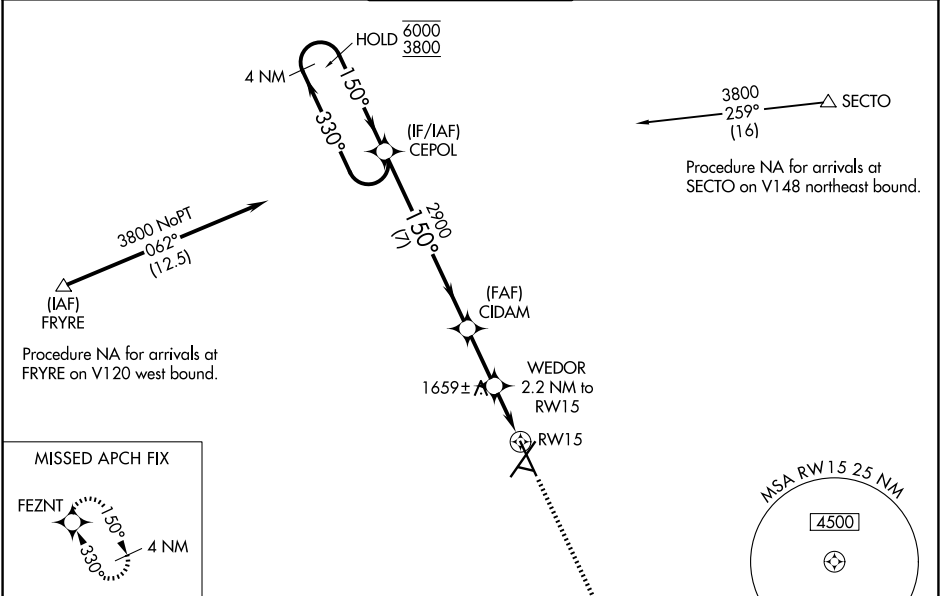 HOLD 6000
3800
4 NM
150°
330°
(IF/IAF)
CEPOL
3800
259°
(16)
SECTO
Procedure NA for arrivals at
SECTO on V148 northeast bound.
3800 NoPT
062°
(12.5)
(IAF)
FRYRE
Procedure NA for arrivals at
FRYRE on V120 west bound.
2900
150°
(7)
(FAF)
CIDAM
WEDOR
2.2 NM to
RW15
1659±
RW15
MISSED APCH FIX
FEZNT
150°
330°
4 NM
MSA RW15 25 NM
4500